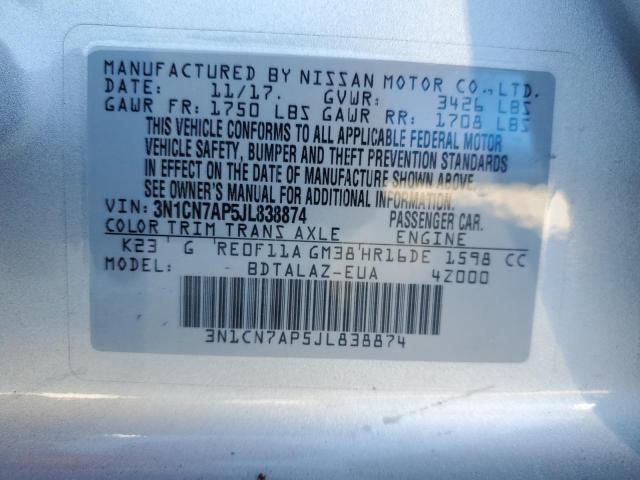 MANUFACTURED BY NISSAN MOTOR CO.,LTD.
DATE: 11/17. GVWR: 3426 LBS
GAWR FR: 1750 LBS GAWR RR: 1708 LBS
THIS VEHICLE CONFORMS TO ALL APPLICABLE FEDERAL MOTOR
VEHICLE SAFETY, BUMPER AND THEFT PREVENTION STANDARDS
IN EFFECT ON THE DATE OF MANUFACTURE SHOWN ABOVE.
SEE OWNER'S MANUAL FOR ADDITIONAL INFORMATION.
VIN: 3N1CN7AP5JL838874 PASSENGER CAR.
COLOR TRIM TRANS AXLE ENGINE
K23 G RE0F11A GM38 HR16DE 1598 CC
BDTALAZ-EUA 4Z000
3N1CN7AP5JL838874